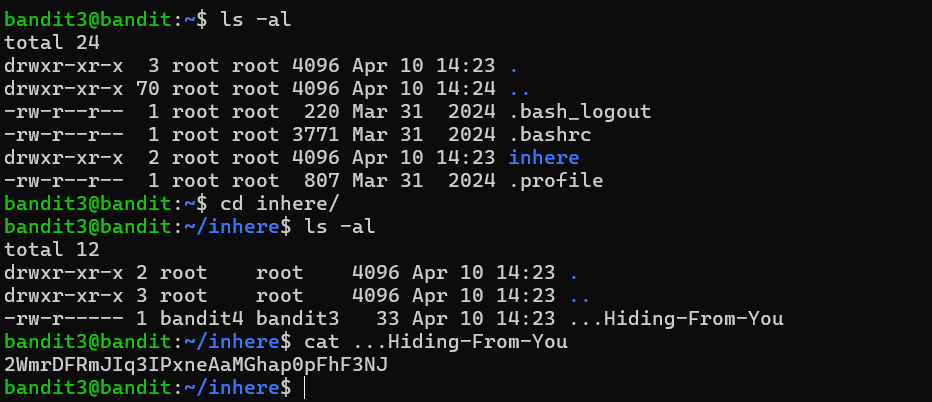 bandit3@bandit:~$ ls -al
total 24
drwxr-xr-x  3 root root 4096 Apr 10 14:23 .
drwxr-xr-x 70 root root 4096 Apr 10 14:24 ..
-rw-r--r--  1 root root  220 Mar 31  2024 .bash_logout
-rw-r--r--  1 root root 3771 Mar 31  2024 .bashrc
drwxr-xr-x  2 root root 4096 Apr 10 14:23 inhere
-rw-r--r--  1 root root  807 Mar 31  2024 .profile
bandit3@bandit:~$ cd inhere/
bandit3@bandit:~/inhere$ ls -al
total 12
drwxr-xr-x 2 root    root    4096 Apr 10 14:23 .
drwxr-xr-x 3 root    root    4096 Apr 10 14:23 ..
-rw-r----- 1 bandit4 bandit3   33 Apr 10 14:23 ...Hiding-From-You
bandit3@bandit:~/inhere$ cat ...Hiding-From-You
2WmrDFRmJIq3IPxneAaMGhap0pFhF3NJ
bandit3@bandit:~/inhere$